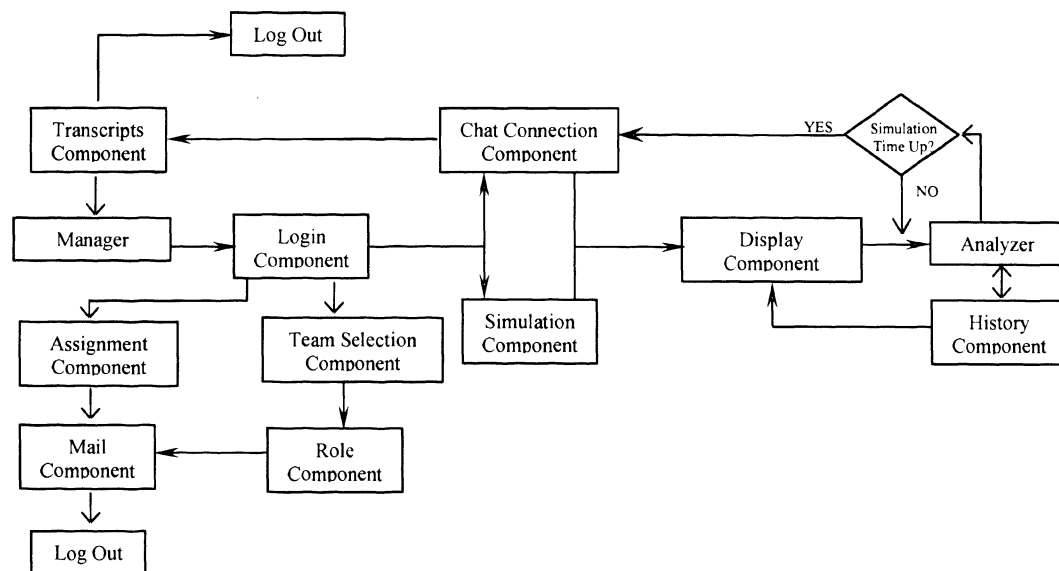 Log Out
Transcripts
Component
Chat Connection
Component
YES
Simulation
Time Up?
NO
Manager
Login
Component
Display
Component
Analyzer
Assignment
Component
Team Selection
Component
Simulation
Component
History
Component
Mail
Component
Role
Component
Log Out